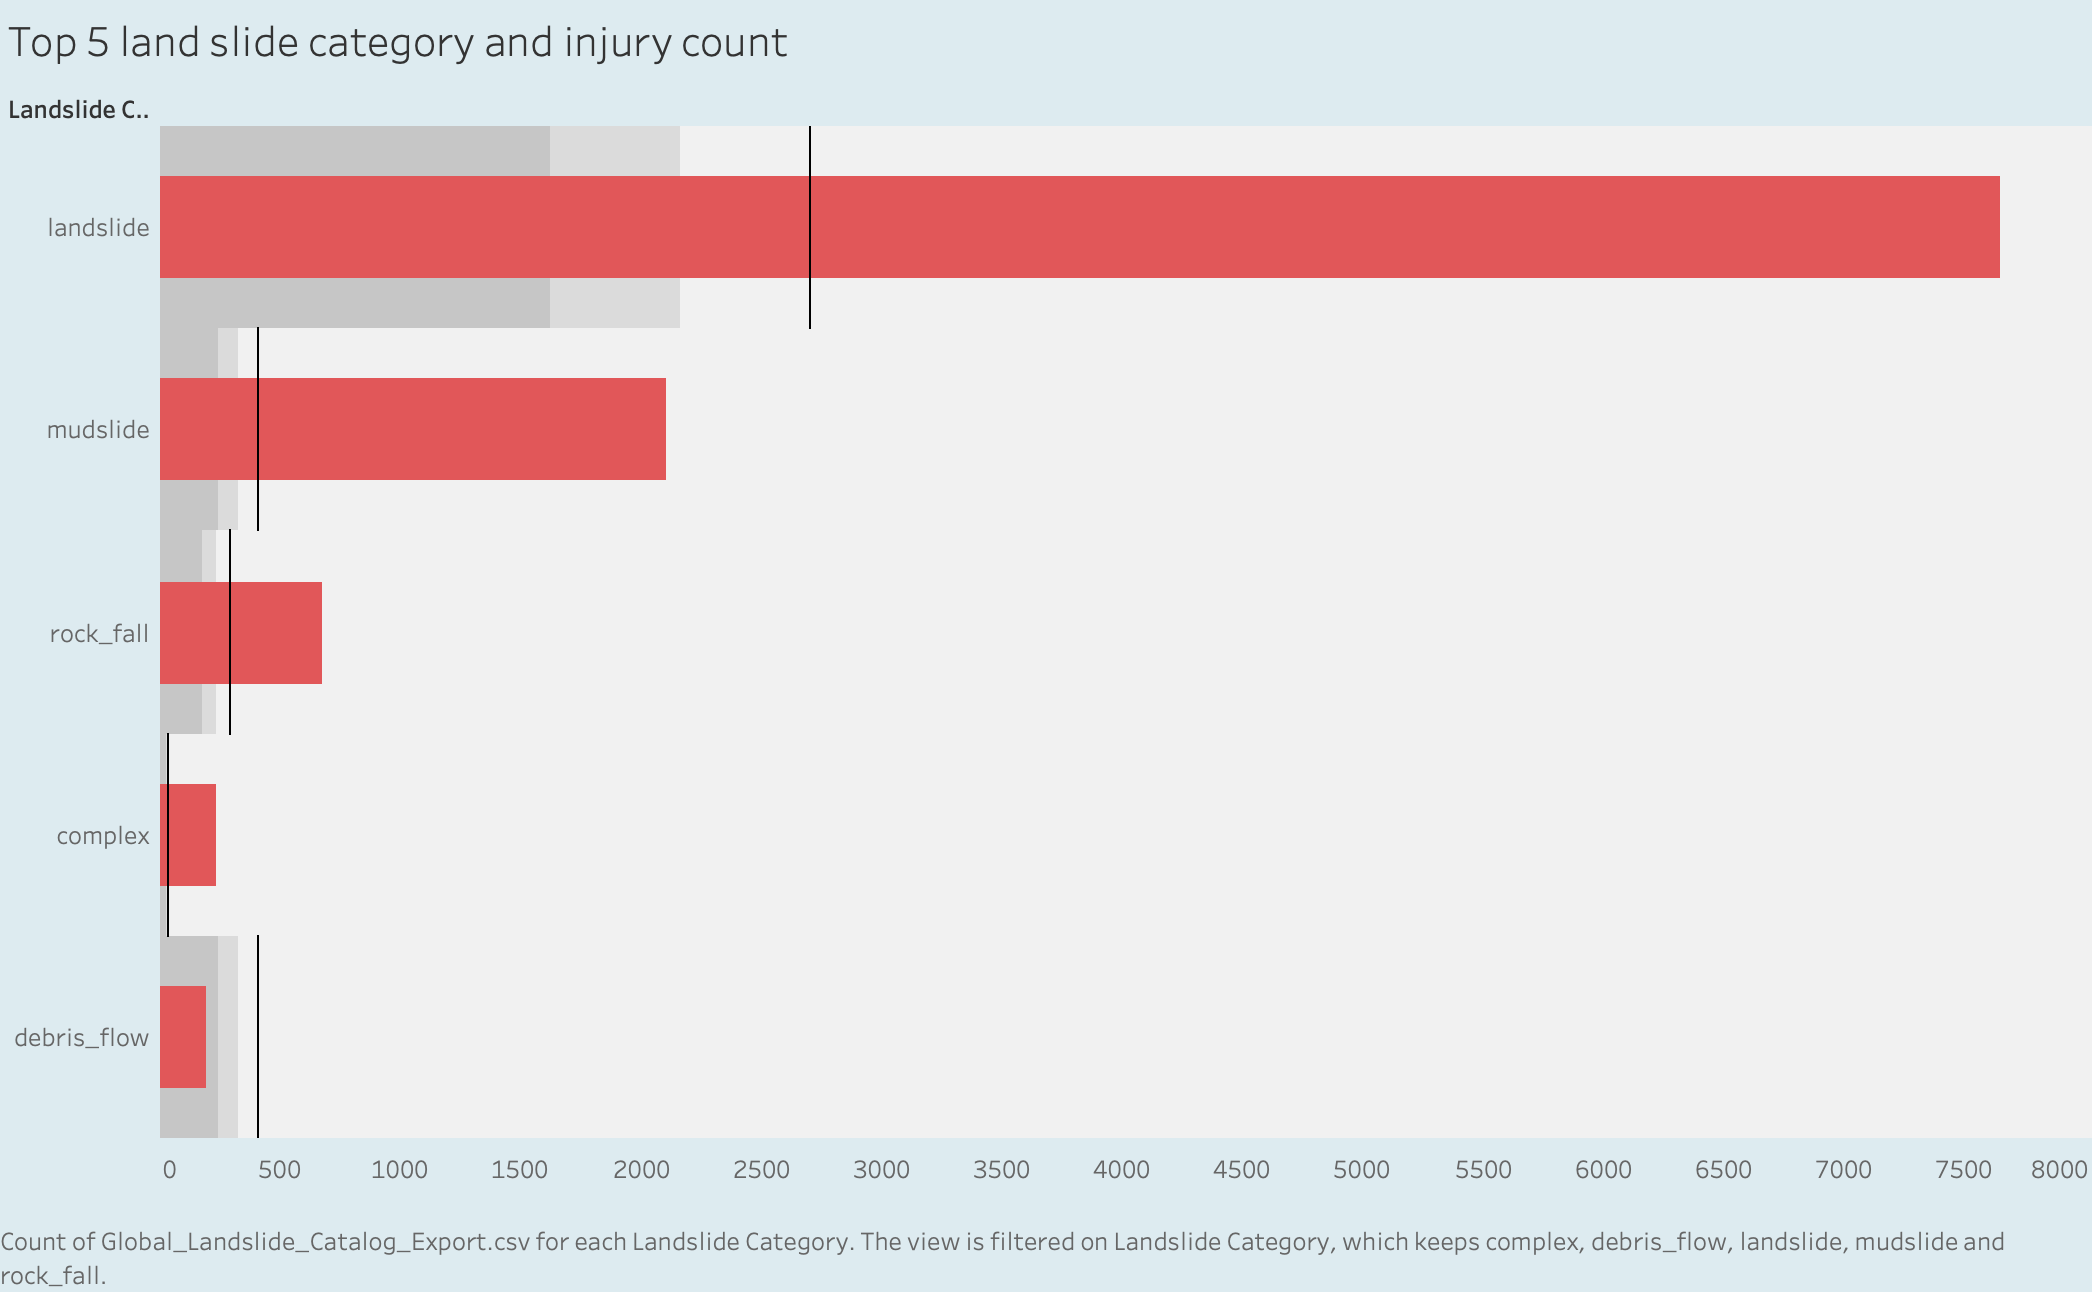 Top 5 land slide category and injury count
Landslide C..
landslide
mudslide
rock_fall
complex
debris_flow
0 500 1000 1500 2000 2500 3000 3500 4000 4500 5000 5500 6000 6500 7000 7500 8000
Count of Global_Landslide_Catalog_Export.csv for each Landslide Category. The view is filtered on Landslide Category, which keeps complex, debris_flow, landslide, mudslide and
rock_fall.